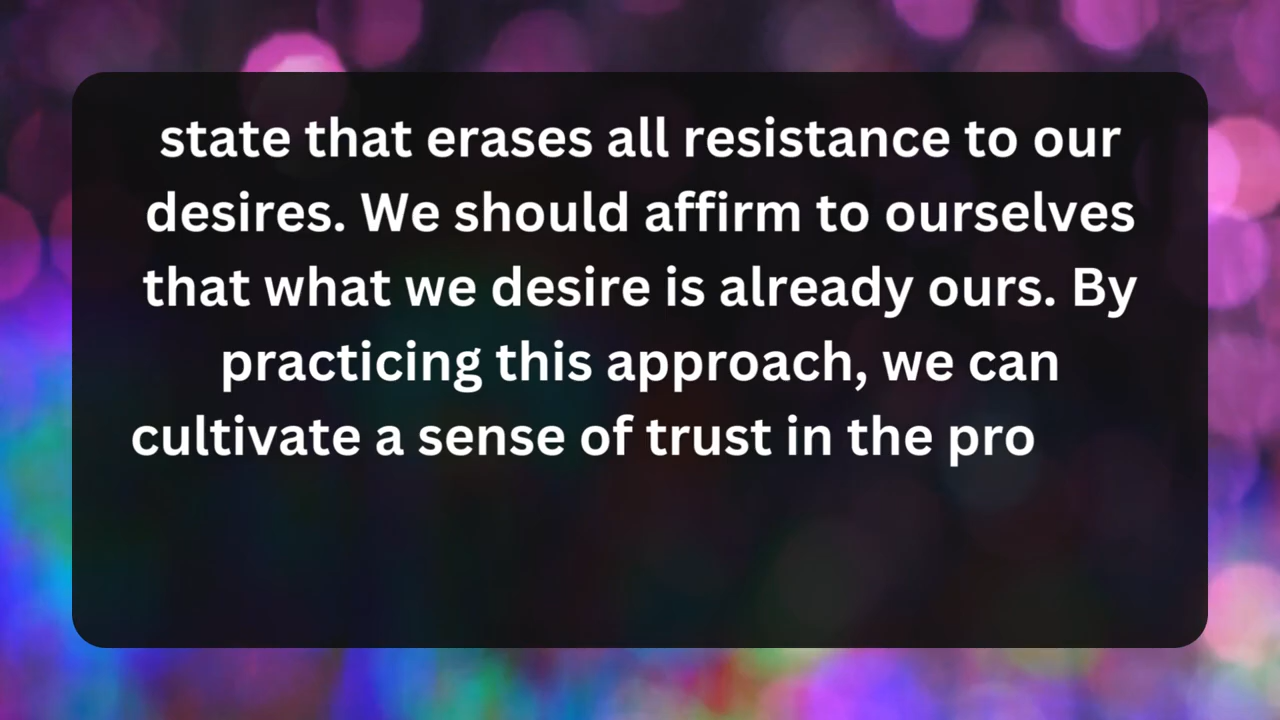 state that erases all resistance to our
desires. We should affirm to ourselves
that what we desire is already ours. By
practicing this approach, we can
cultivate a sense of trust in the pro